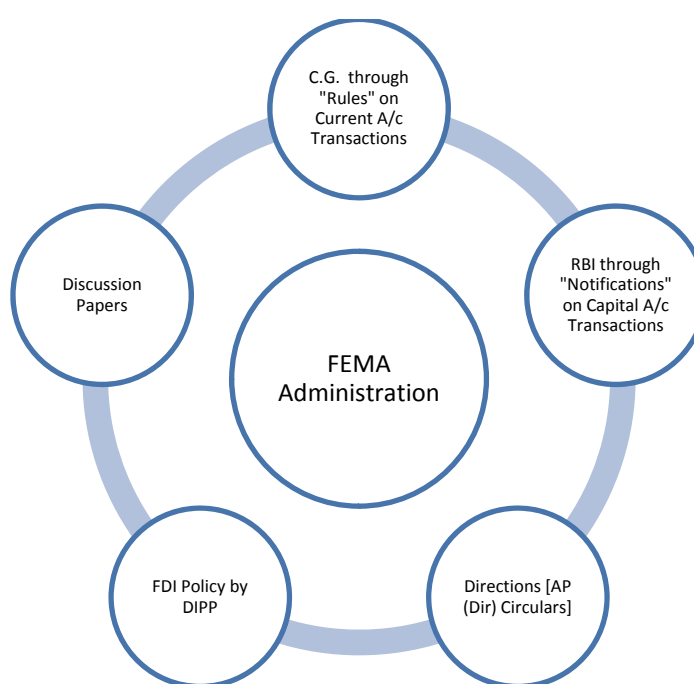 C.G. through
"Rules" on
Current A/c
Transactions
RBI through
"Notifications"
on Capital A/c
Transactions
Discussion
Papers
FEMA
Administration
FDI Policy by
DIPP
Directions [AP
(Dir) Circulars]